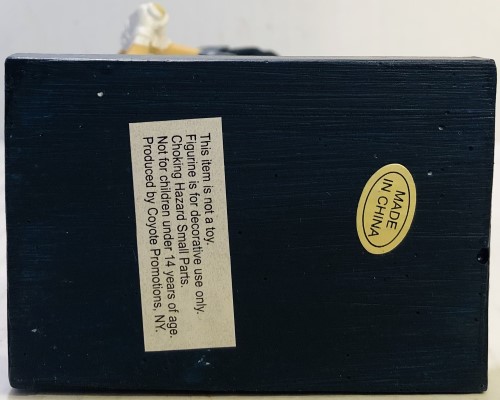 This item is not a toy.
Figurine is for decorative use only.
Choking Hazard Small Parts.
Not for children under 14 years of age.
Produced by Coyote Promotions, NY.
MADE
IN CHINA